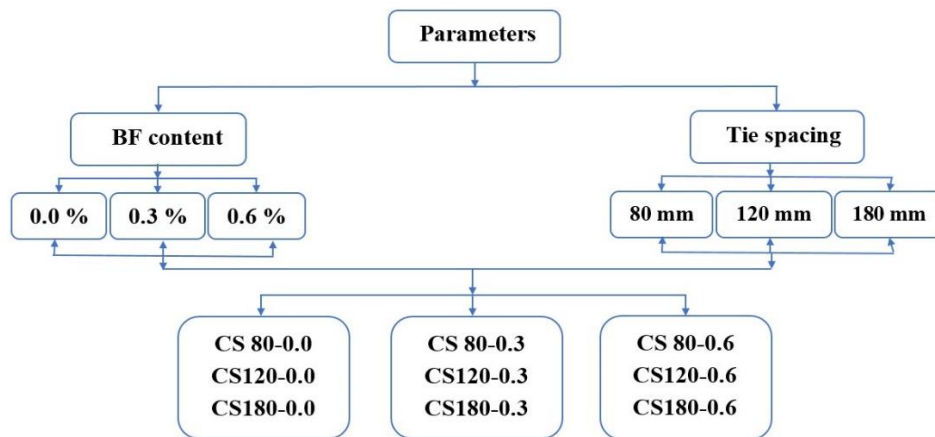 Parameters
BF content
Tie spacing
0.0 %
0.3 %
0.6 %
80 mm
120 mm
180 mm
CS 80-0.0
CS120-0.0
CS180-0.0
CS 80-0.3
CS120-0.3
CS180-0.3
CS 80-0.6
CS120-0.6
CS180-0.6